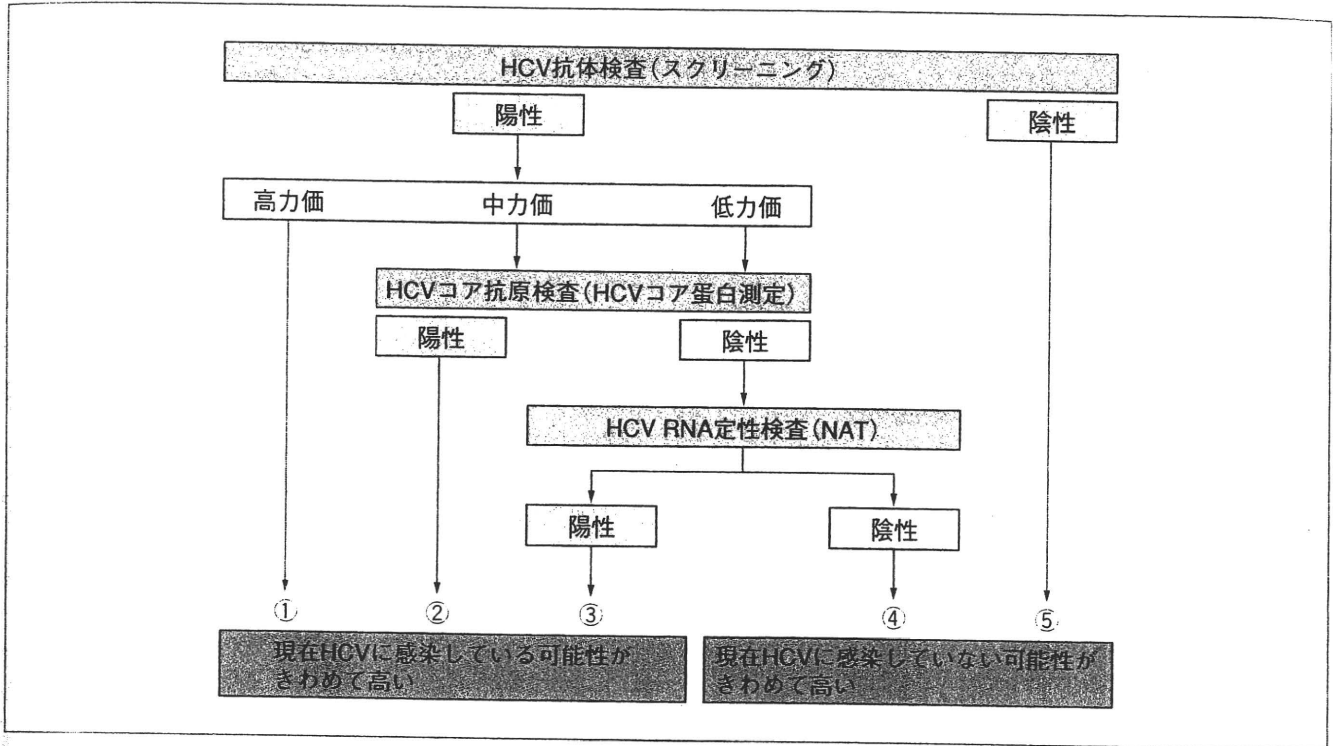 HCV抗体検査(スクリーニング)
陽性
陰性
高力価 中力価 低力価
HCVコア抗原検査(HCVコア蛋白測定)
陽性
陰性
HCV RNA定性検査(NAT)
陽性
陰性
① ② ③ ④ ⑤
現在HCVに感染している可能性が
きわめて高い
現在HCVに感染していない可能性が
きわめて高い